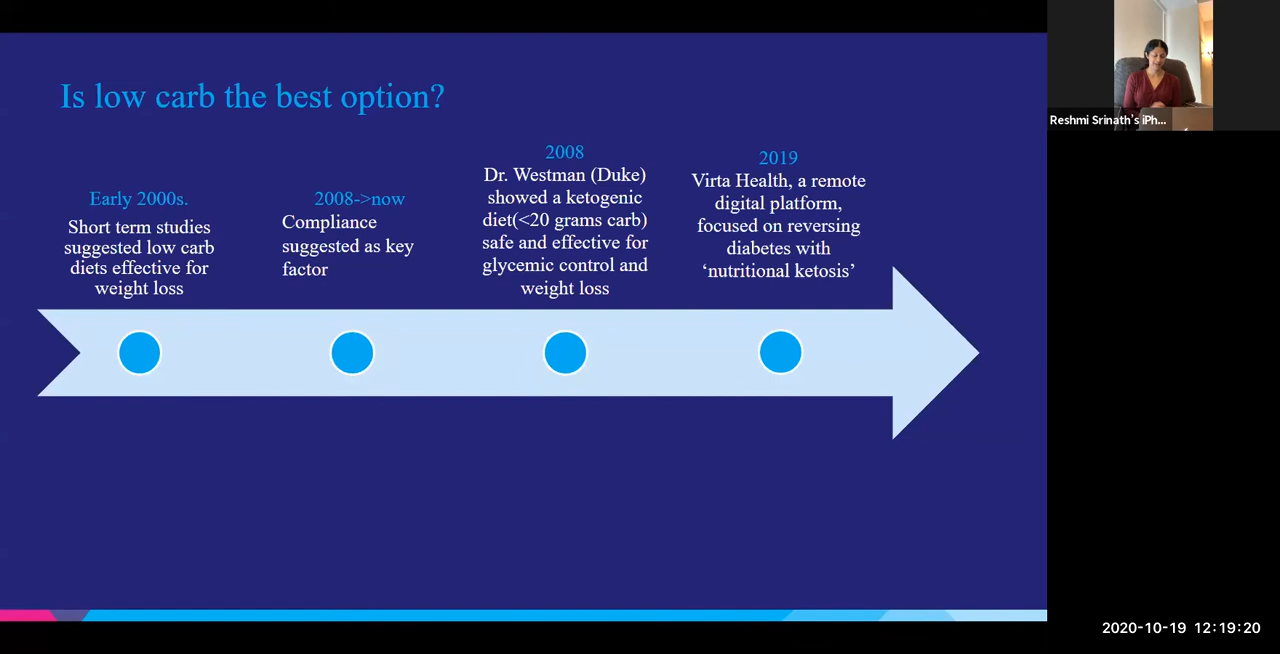 Is low carb the best option?
Early 2000s.
Short term studies
suggested low carb
diets effective for
weight loss
2008->now
Compliance
suggested as key
factor
2008
Dr. Westman (Duke)
showed a ketogenic
diet(<20 grams carb)
safe and effective for
glycemic control and
weight loss
2019
Virta Health, a remote
digital platform,
focused on reversing
diabetes with
‘nutritional ketosis’
Reshmi Srinath's iPh...
2020-10-19 12:19:20